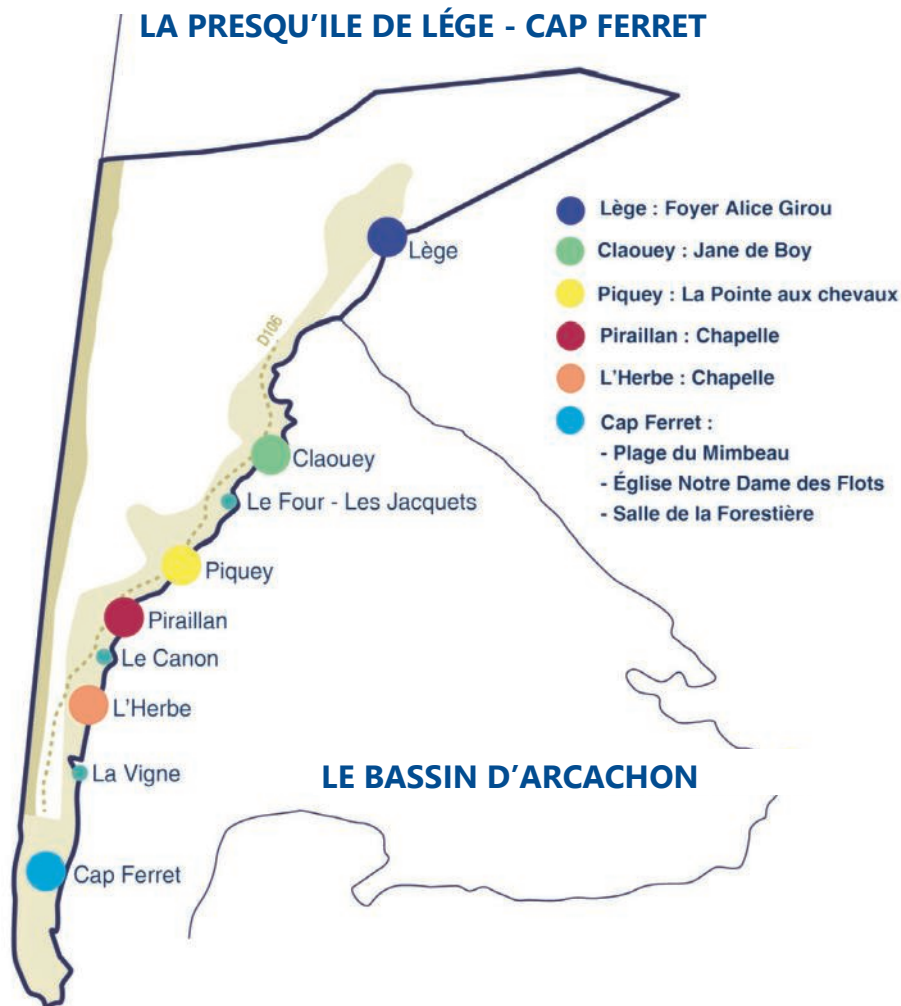 LA PRESQU'ILE DE LÉGE - CAP FERRET
Lège
D106
Claouey
Le Four - Les Jacquets
Piquey
Piraillan
Le Canon
L'Herbe
La Vigne
Cap Ferret
Lège : Foyer Alice Girou
Claouey : Jane de Boy
Piquey : La Pointe aux chevaux
Piraillan : Chapelle
L'Herbe : Chapelle
Cap Ferret :
- Plage du Mimbeau
- Église Notre Dame des Flots
- Salle de la Forestière
LE BASSIN D'ARCACHON